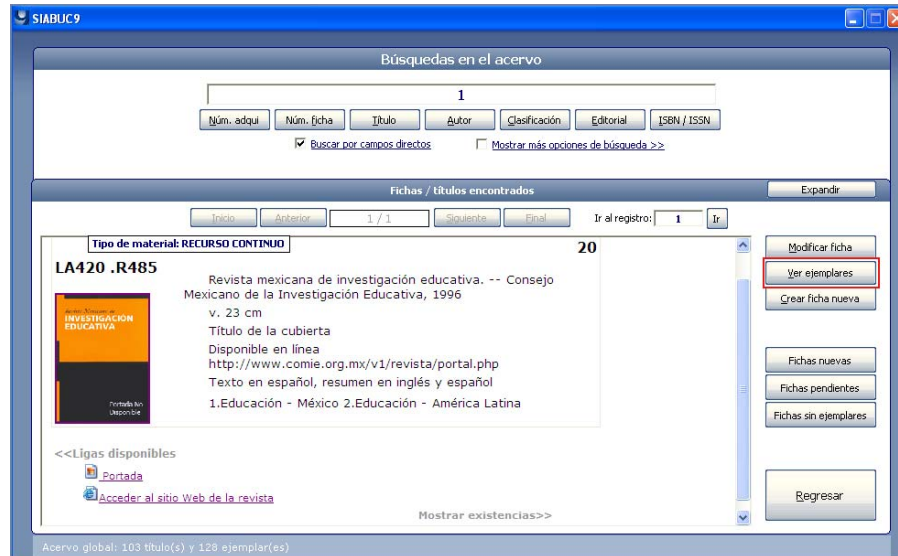 SIABUC9
Búsquedas en el acervo
1
Núm. adqui Núm. ficha Título Autor Clasificación Editorial ISBN / ISSN
Buscar por campos directos Mostrar más opciones de búsqueda >>
Fichas / títulos encontrados Expandir
Inicio Anterior 1 / 1 Siguiente Final Ir al registro: 1 Ir
Tipo de material: RECURSO CONTINUO 20
LA420 .R485
Revista mexicana de investigación educativa. -- Consejo
Mexicano de la Investigación Educativa, 1996
v. 23 cm
Título de la cubierta
Disponible en línea
http://www.comie.org.mx/v1/revista/portal.php
Texto en español, resumen en inglés y español
1.Educación - México 2.Educación - América Latina
INVESTIGACION
EDUCATIVA
Portada No
Disponible
Modificar ficha
Ver ejemplares
Crear ficha nueva
Fichas nuevas
Fichas pendientes
Fichas sin ejemplares
<<Ligas disponibles
Portada
Acceder al sitio Web de la revista
Mostrar existencias>>
Regresar
Acervo global: 103 título(s) y 128 ejemplar(es)